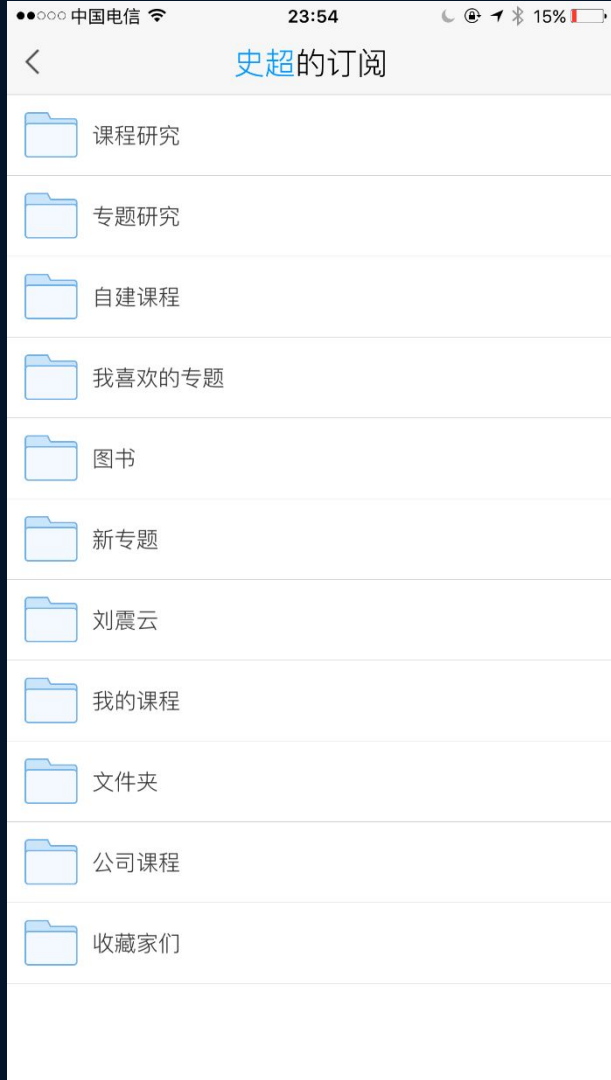 中国电信 23:54 15%
史超的订阅
课程研究
专题研究
自建课程
我喜欢的专题
图书
新专题
刘震云
我的课程
文件夹
公司课程
收藏家们